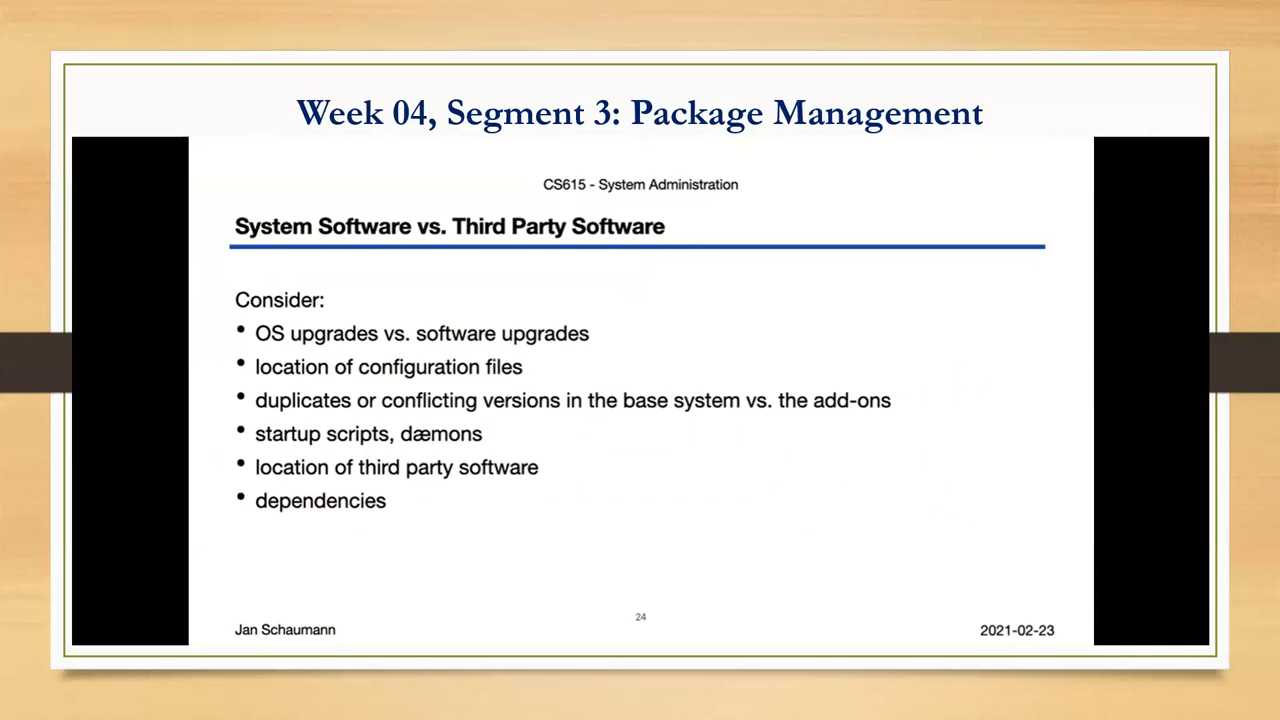 Week 04, Segment 3: Package Management
CS615 - System Administration
System Software vs. Third Party Software
Consider:
• OS upgrades vs. software upgrades
• location of configuration files
• duplicates or conflicting versions in the base system vs. the add-ons
• startup scripts, dæmons
• location of third party software
• dependencies
24
Jan Schaumann
2021-02-23